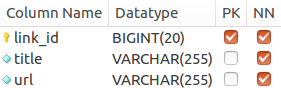 Column Name Datatype PK NN
link_id BIGINT(20)
title VARCHAR(255)
url VARCHAR(255)